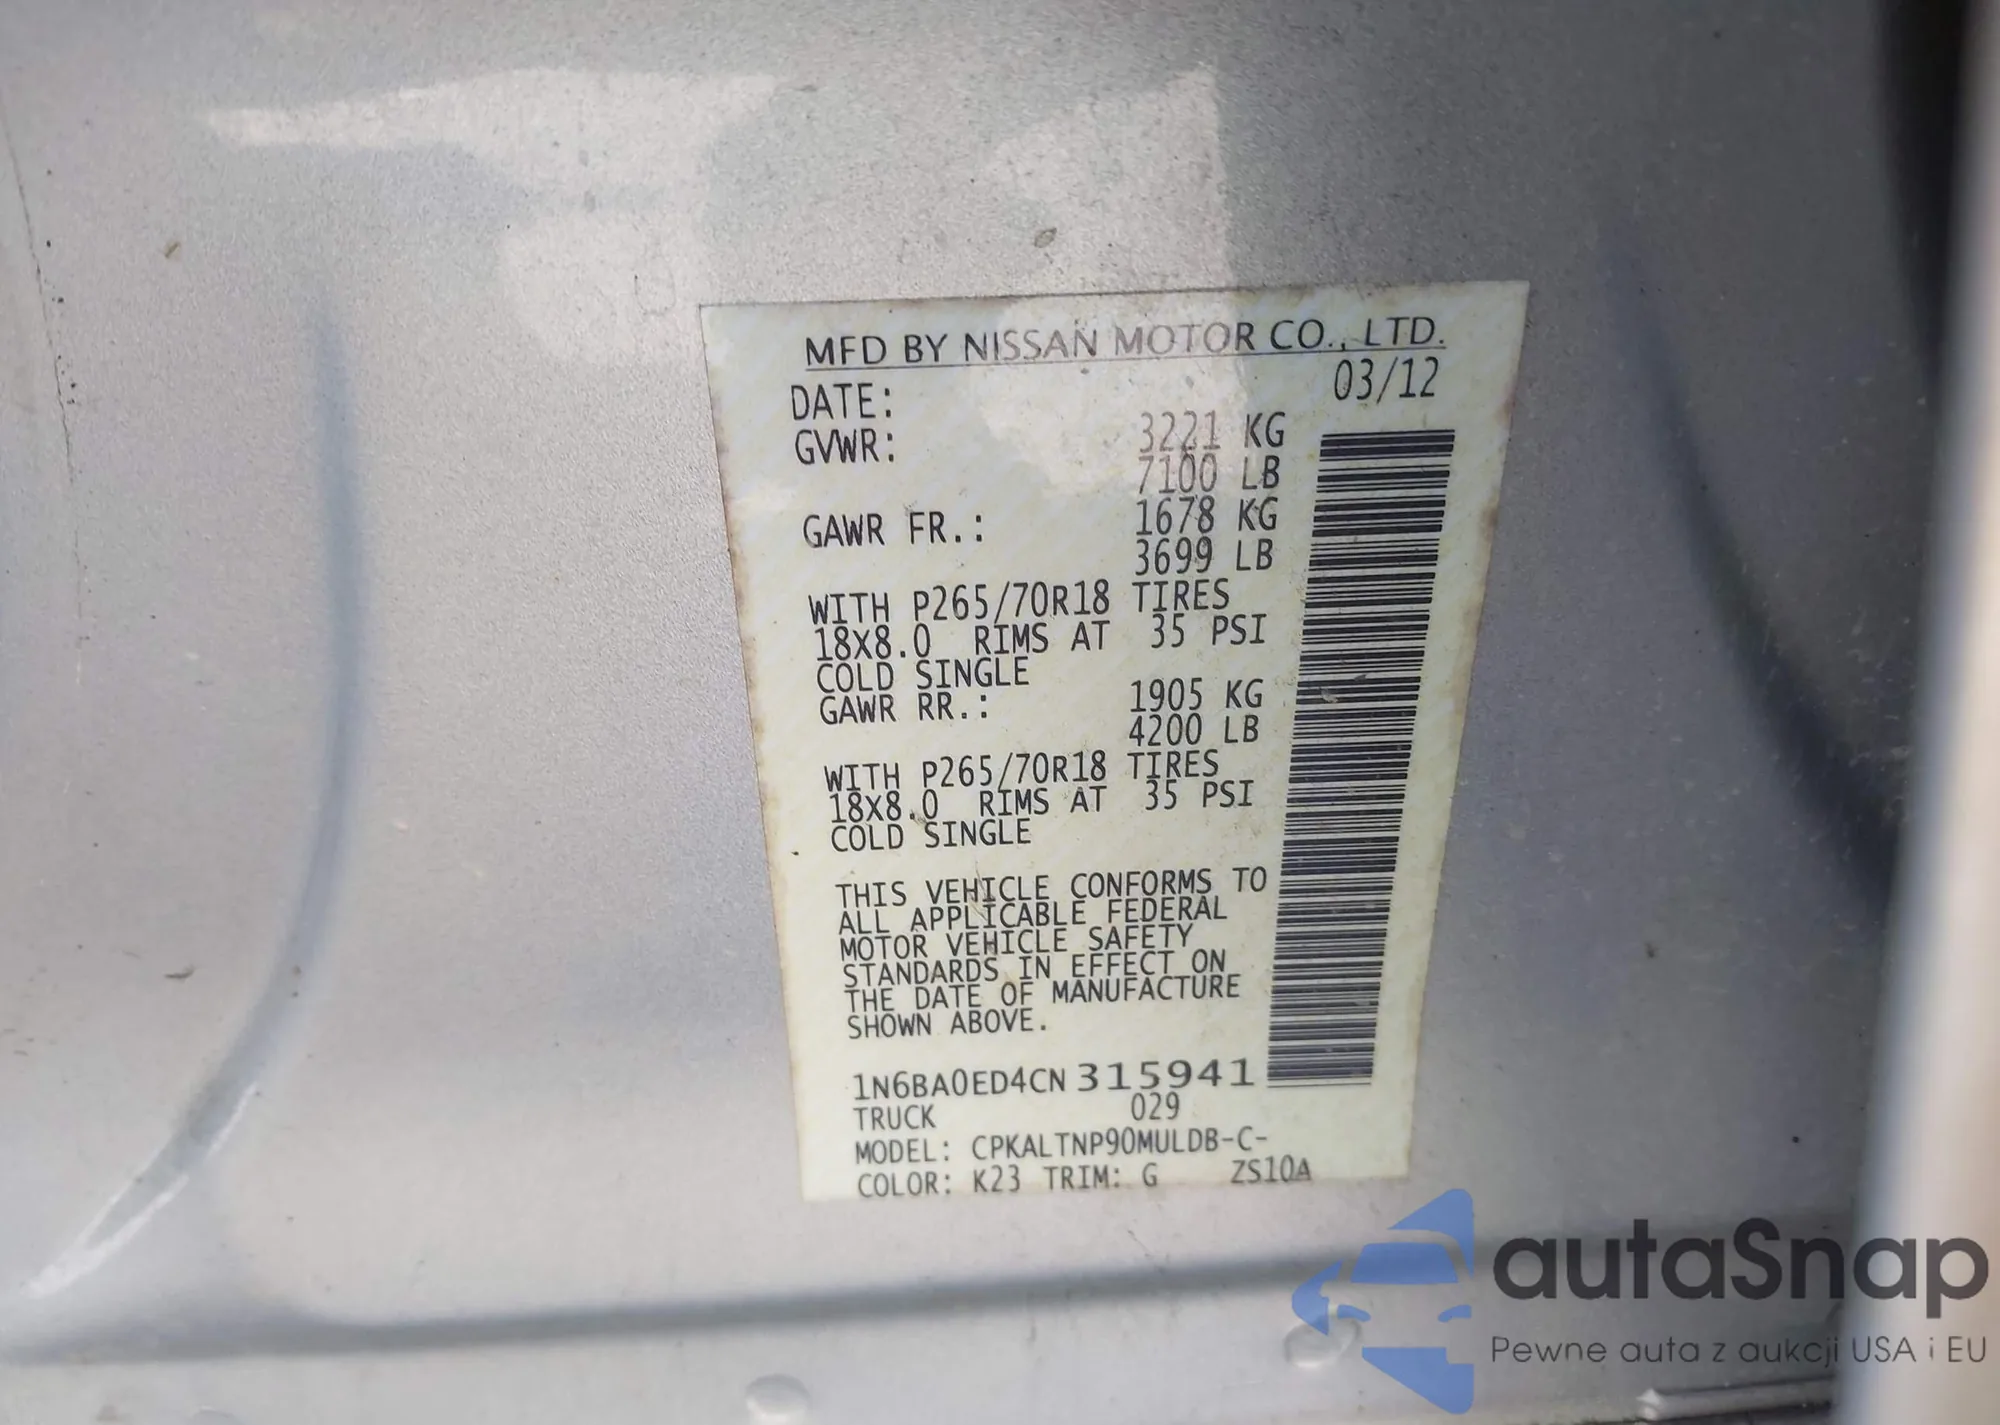 MFD BY NISSAN MOTOR CO., LTD.
DATE: 03/12
GVWR: 3221 KG
7100 LB
GAWR FR.: 1678 KG
3699 LB
WITH P265/70R18 TIRES
18X8.0 RIMS AT 35 PSI
COLD SINGLE
GAWR RR.: 1905 KG
4200 LB
WITH P265/70R18 TIRES
18X8.0 RIMS AT 35 PSI
COLD SINGLE
THIS VEHICLE CONFORMS TO
ALL APPLICABLE FEDERAL
MOTOR VEHICLE SAFETY
STANDARDS IN EFFECT ON
THE DATE OF MANUFACTURE
SHOWN ABOVE.
1N6BA0ED4CN315941
TRUCK 029
MODEL: CPKALTNP90MULDB-C-
COLOR: K23 TRIM: G ZS10A
autaSnap
Pewne auta z aukcji USA i EU